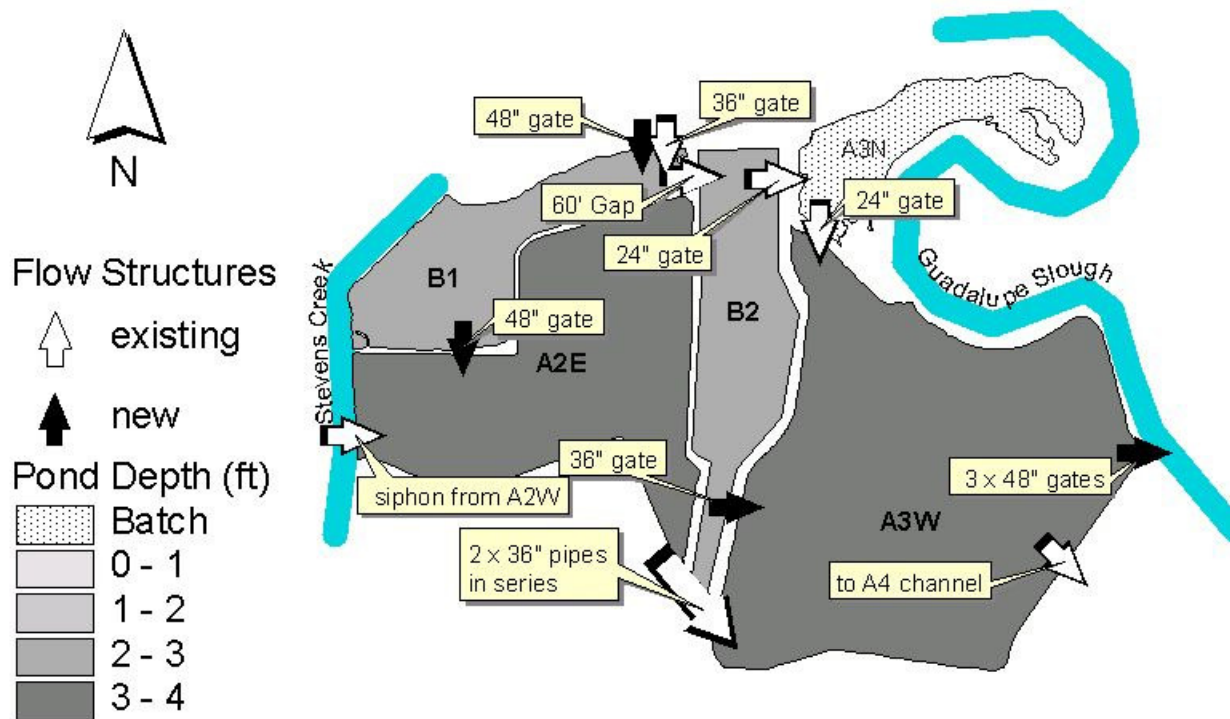 N
Flow Structures
existing
new
Pond Depth (ft)
Batch
0 - 1
1 - 2
2 - 3
3 - 4
48" gate
36" gate
A3N
60' Gap
24" gate
24" gate
B1
48" gate
A2E
B2
Stevens Creek
Guadalupe Slough
siphon from A2W
36" gate
3 x 48" gates
A3W
2 x 36" pipes
in series
to A4 channel